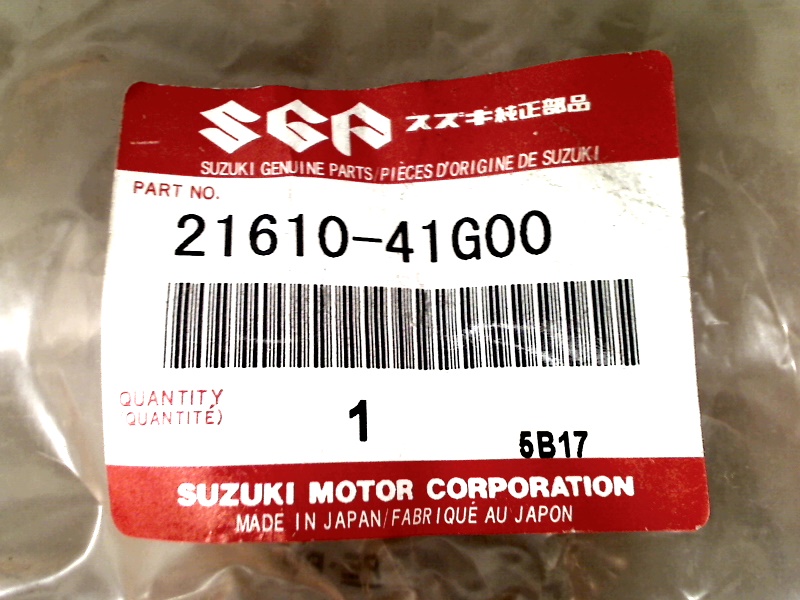 SGP スズキ純正部品
SUZUKI GENUINE PARTS/PIÈCES D'ORIGINE DE SUZUKI
PART NO.
21610-41G00
QUANTITY
(QUANTITÉ)
1
5B17
SUZUKI MOTOR CORPORATION
MADE IN JAPAN/FABRIQUÉ AU JAPON